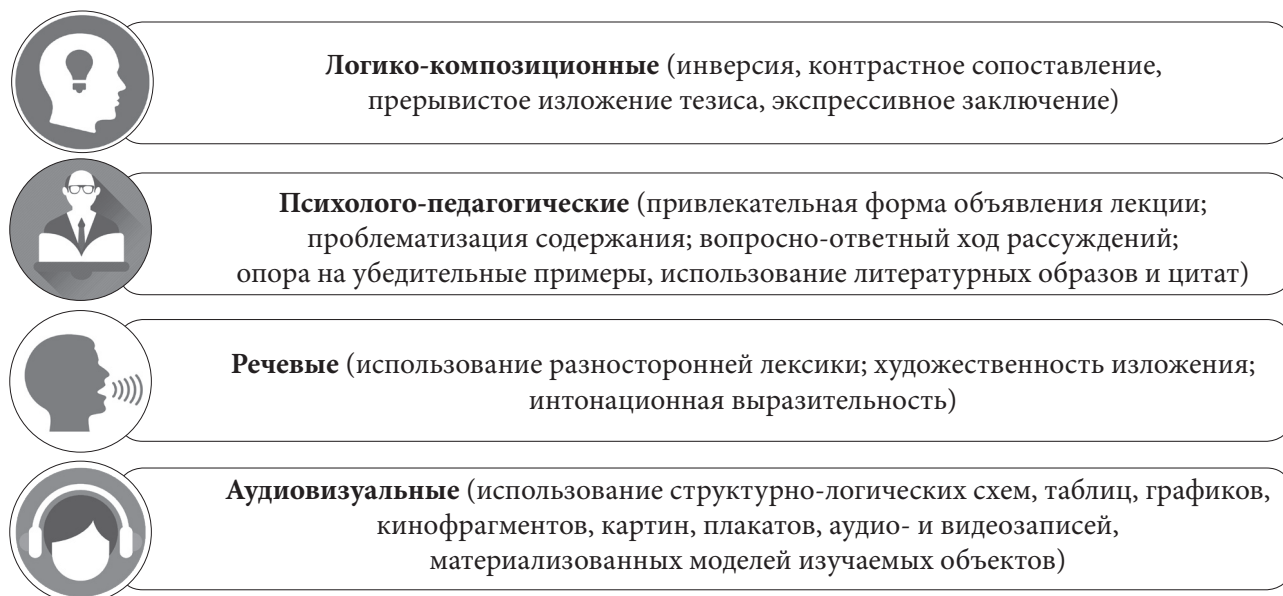 Логико-композиционные (инверсия, контрастное сопоставление,
прерывистое изложение тезиса, экспрессивное заключение)
Психолого-педагогические (привлекательная форма объявления лекции;
проблематизация содержания; вопросно-ответный ход рассуждений;
опора на убедительные примеры, использование литературных образов и цитат)
Речевые (использование разносторонней лексики; художественность изложения;
интонационная выразительность)
Аудиовизуальные (использование структурно-логических схем, таблиц, графиков,
кинофрагментов, картин, плакатов, аудио- и видеозаписей,
материализованных моделей изучаемых объектов)